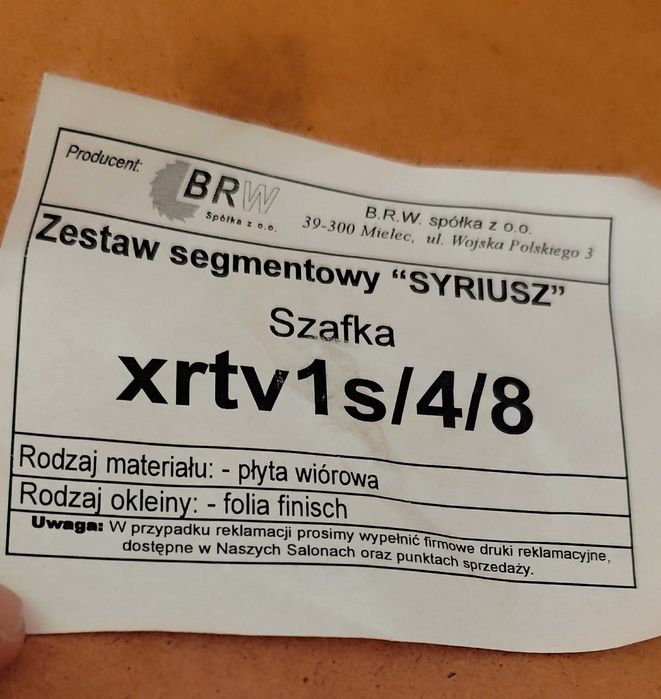 Producent:
BRW
Spółka z o.o.
B.R.W. spółka z o.o.
39-300 Mielec, ul. Wojska Polskiego 3
Zestaw segmentowy “SYRIUSZ”
Szafka
xrtv1s/4/8
Rodzaj materiału: - płyta wiórowa
Rodzaj okleiny: - folia finisch
Uwaga: W przypadku reklamacji prosimy wypełnić firmowe druki reklamacyjne,
dostępne w Naszych Salonach oraz punktach sprzedaży.